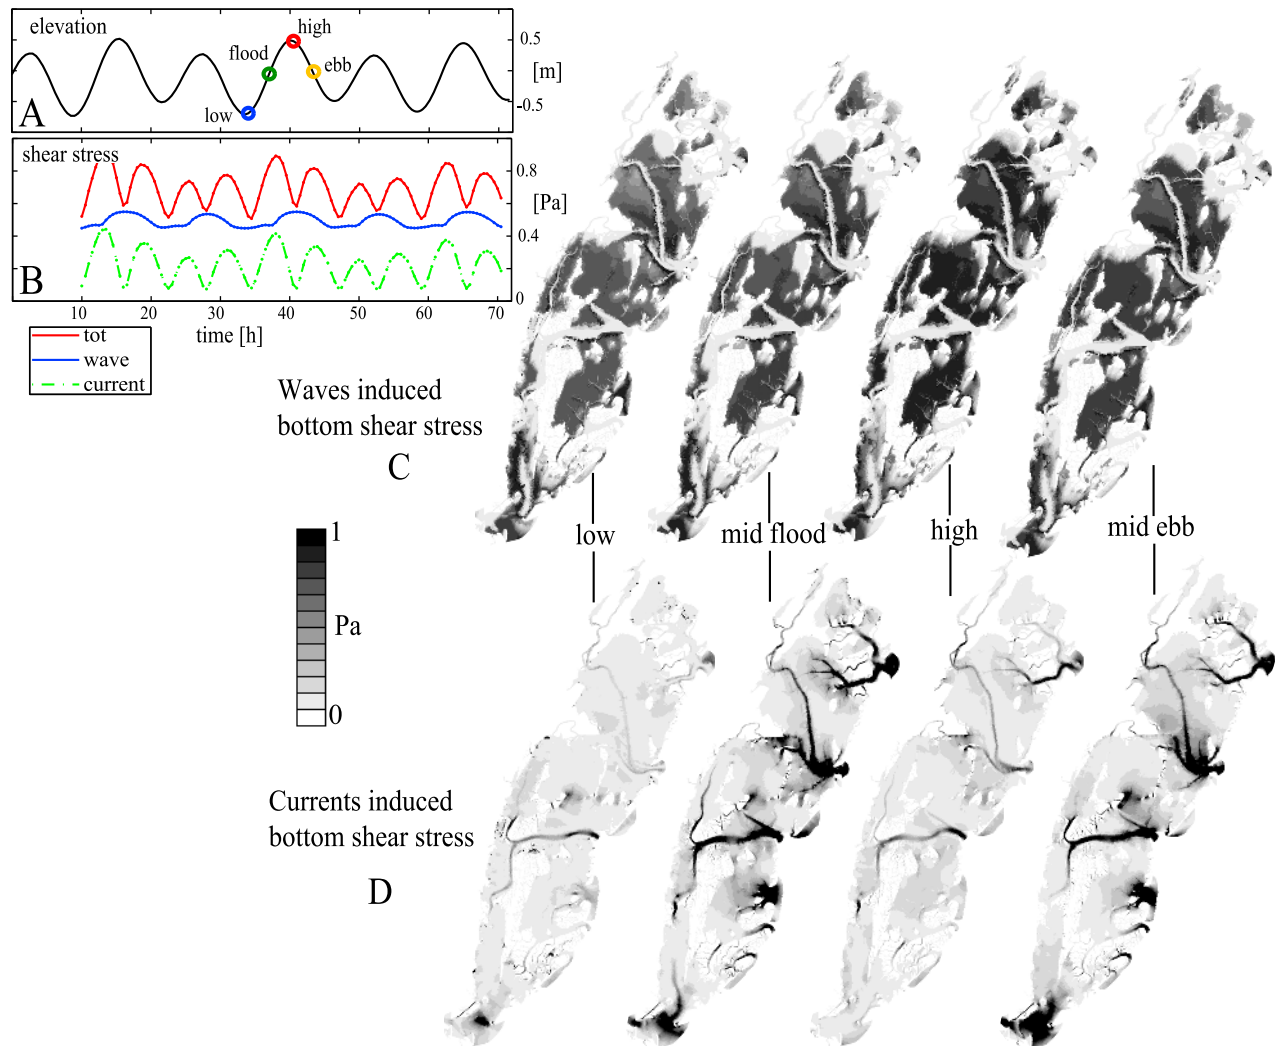 elevation
high
flood
ebb
low
0.5
[m]
-0.5
A
shear stress
0.8
[Pa]
0.4
0
B
10
20
30
40
50
60
70
time [h]
tot
wave
current
Waves induced
bottom shear stress
C
low
mid flood
high
mid ebb
1
Pa
0
Currents induced
bottom shear stress
D